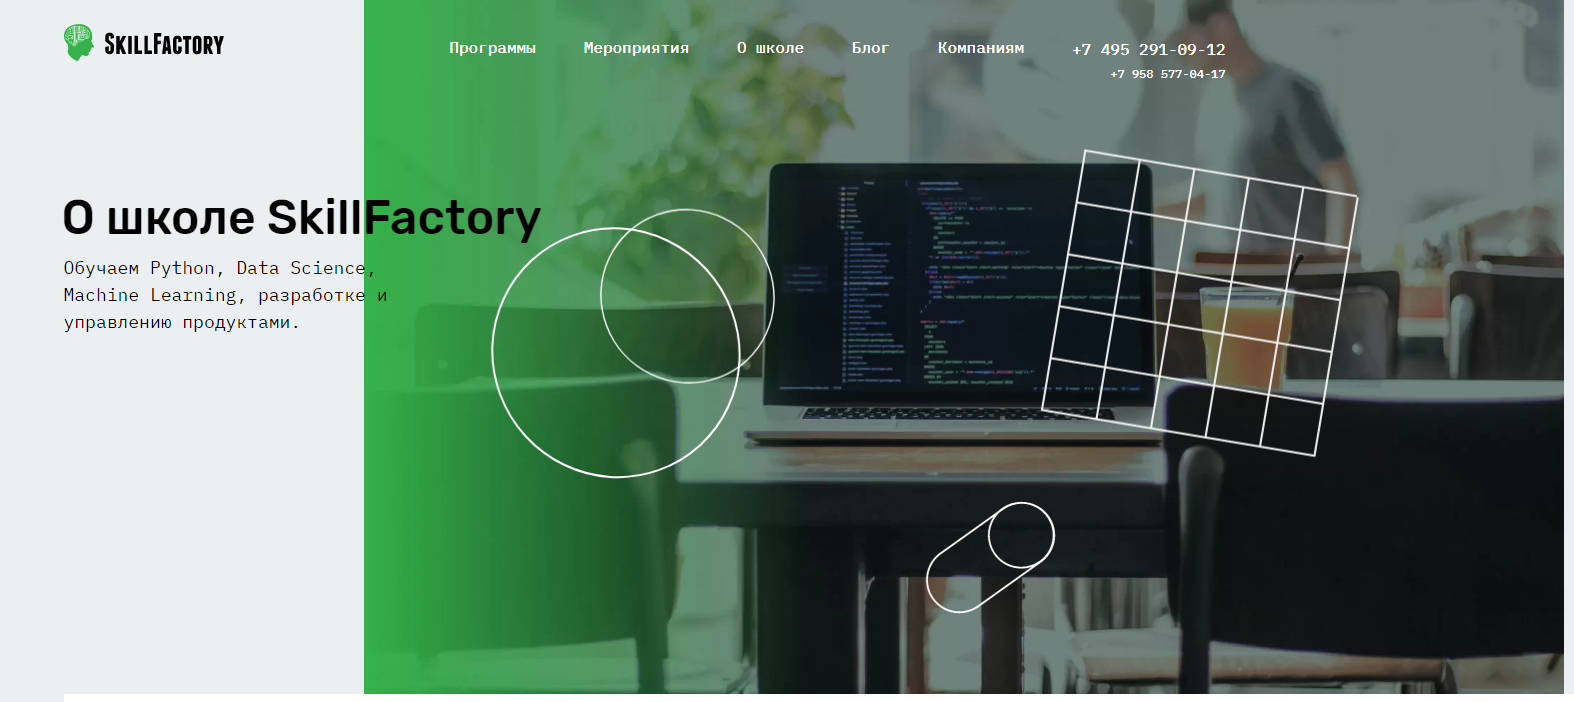 SKILLFACTORY
Программы Мероприятия О школе Блог Компаниям +7 495 291-09-12
+7 958 577-04-17
О школе SkillFactory
Обучаем Python, Data Science,
Machine Learning, разработке и
управлению продуктами.